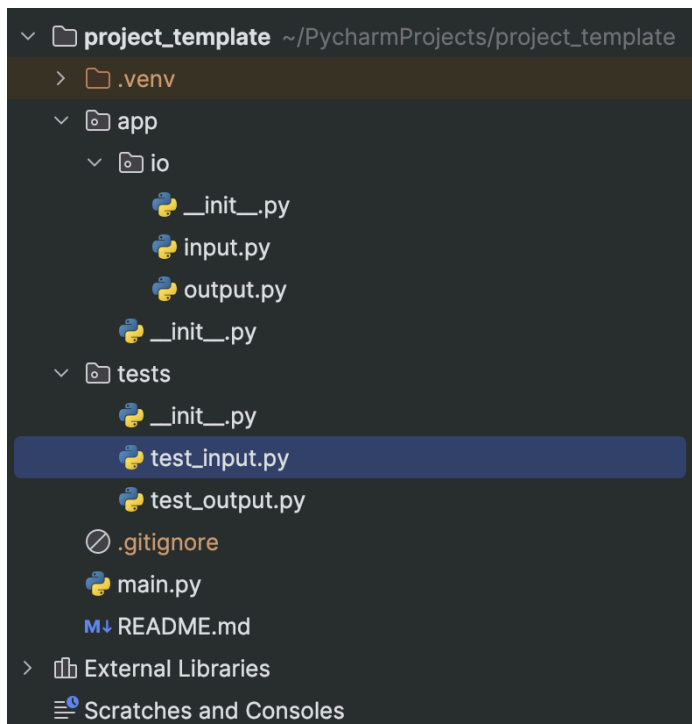 project_template ~/PycharmProjects/project_template
.venv
app
io
__init__.py
input.py
output.py
__init__.py
tests
__init__.py
test_input.py
test_output.py
.gitignore
main.py
M↓ README.md
External Libraries
Scratches and Consoles